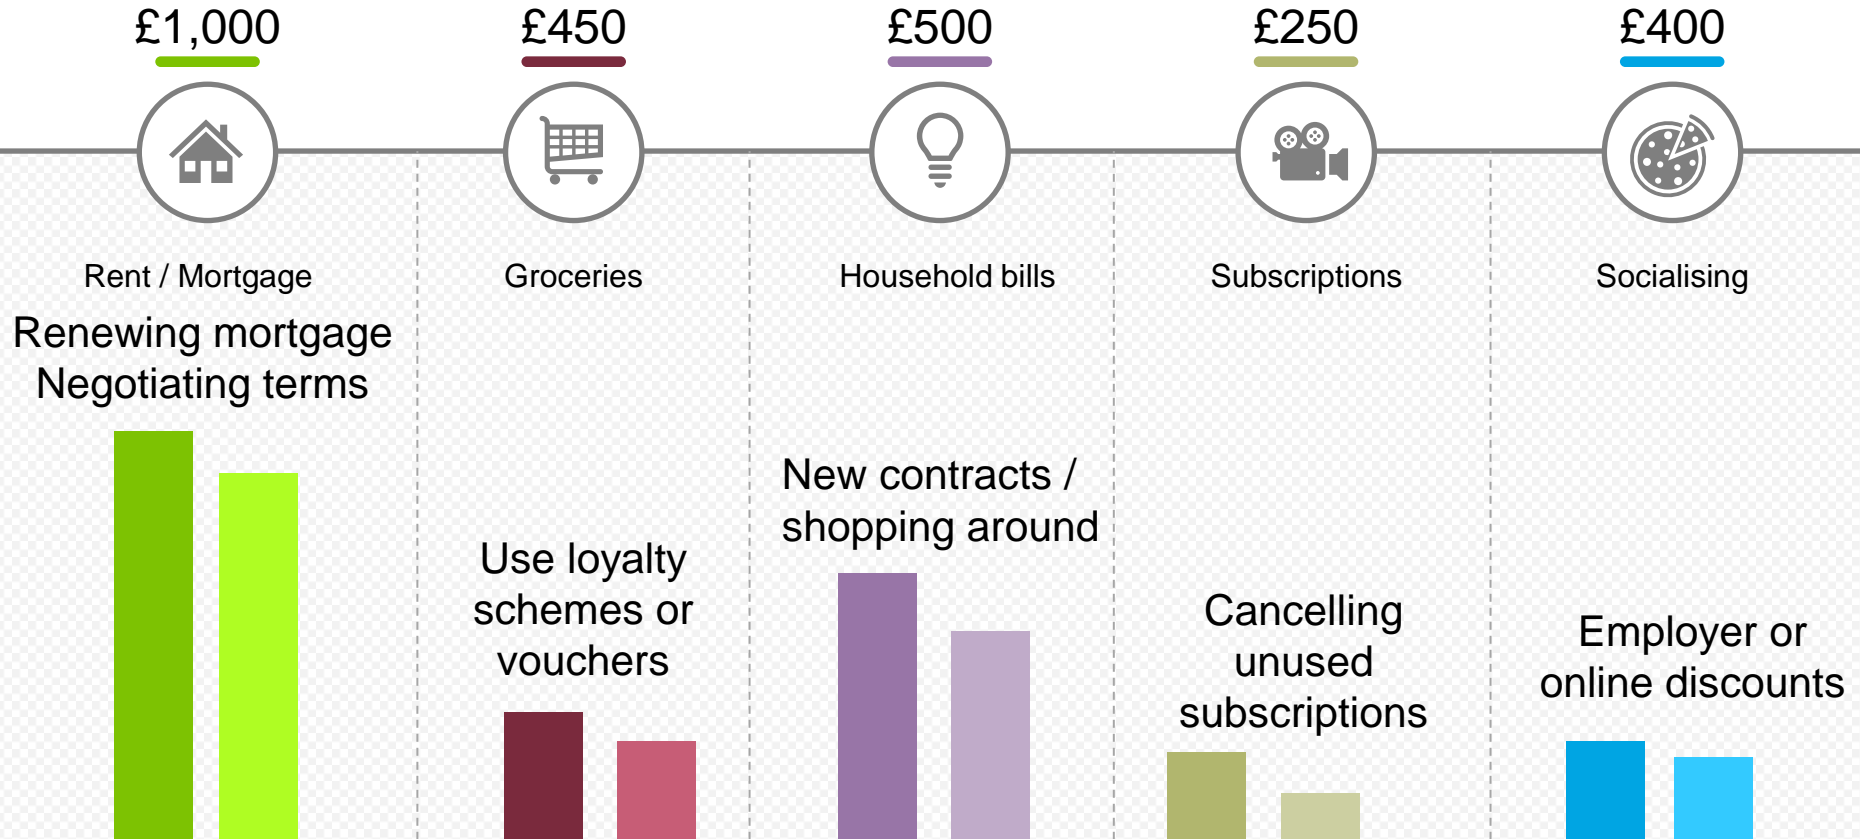 £1,000
£450
£500
£250
£400
Rent / Mortgage
Groceries
Household bills
Subscriptions
Socialising
Renewing mortgage
Negotiating terms
Use loyalty
schemes or
vouchers
New contracts /
shopping around
Cancelling
unused
subscriptions
Employer or
online discounts